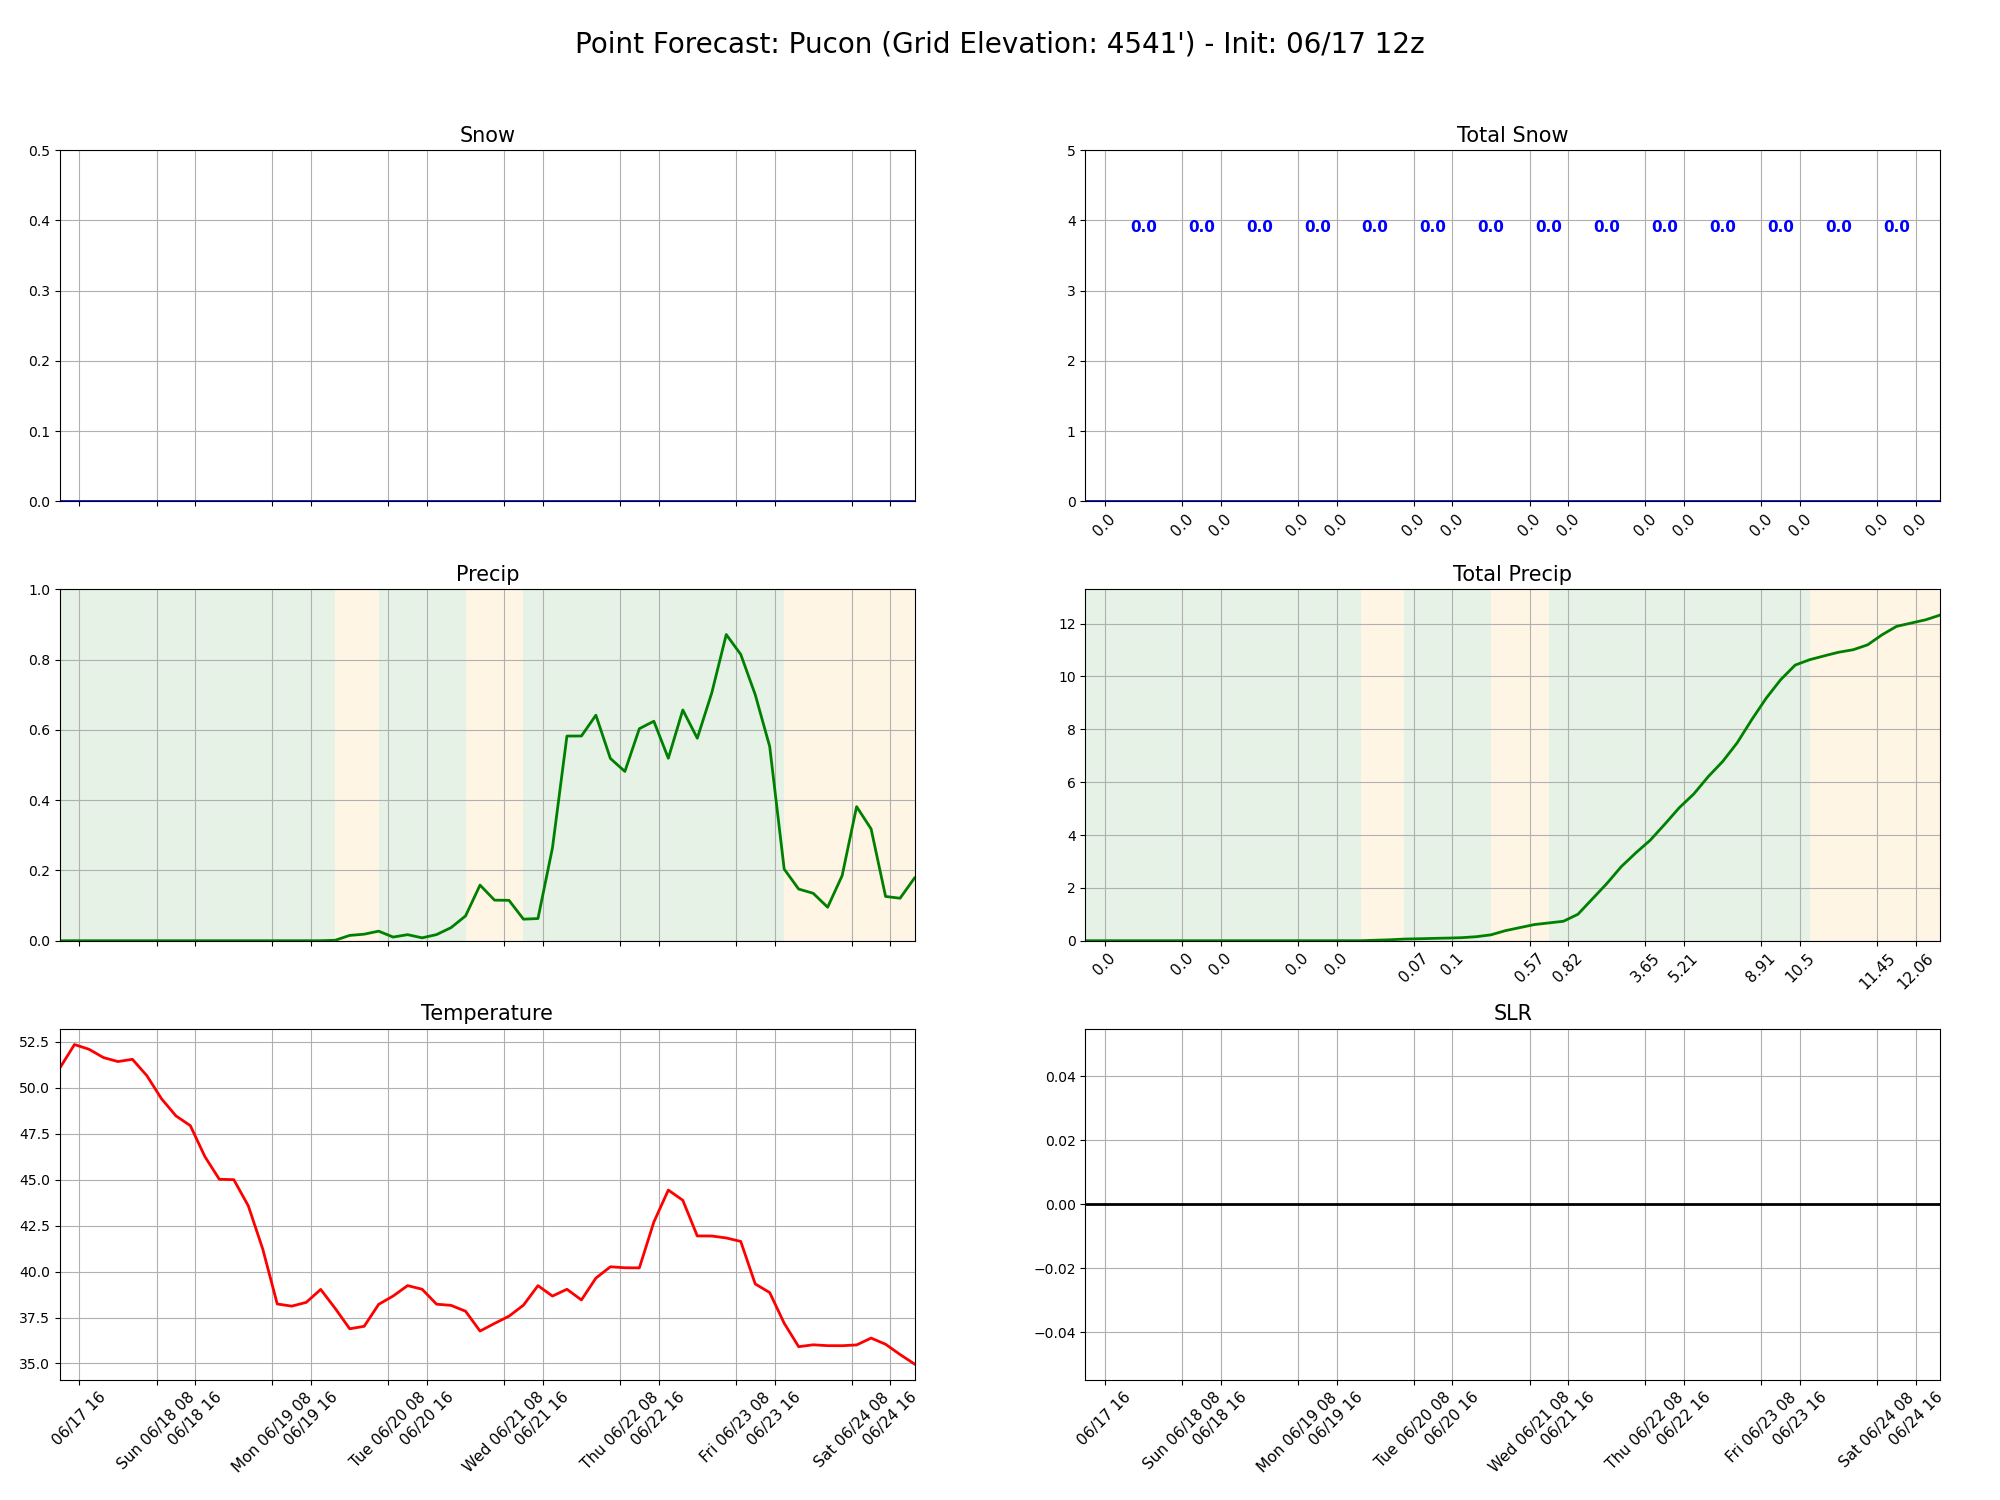 Point Forecast: Pucon (Grid Elevation: 4541') - Init: 06/17 12z
Snow
0.5
0.4
0.3
0.2
0.1
0.0
Total Snow
5
4
3
2
1
0
0.0 0.0 0.0 0.0 0.0 0.0 0.0 0.0 0.0 0.0 0.0 0.0 0.0 0.0
0.0 0.0 0.0 0.0 0.0 0.0 0.0 0.0 0.0 0.0 0.0 0.0 0.0 0.0 0.0
Precip
1.0
0.8
0.6
0.4
0.2
0.0
Total Precip
12
10
8
6
4
2
0
0.0 0.0 0.0 0.0 0.0 0.07 0.1 0.57 0.82 3.65 5.21 8.91 10.5 11.45 12.06
Temperature
52.5
50.0
47.5
45.0
42.5
40.0
37.5
35.0
06/17 16
Sun 06/18 08
06/18 16
Mon 06/19 08
06/19 16
Tue 06/20 08
06/20 16
Wed 06/21 08
06/21 16
Thu 06/22 08
06/22 16
Fri 06/23 08
06/23 16
Sat 06/24 08
06/24 16
SLR
0.04
0.02
0.00
−0.02
−0.04
06/17 16
Sun 06/18 08
06/18 16
Mon 06/19 08
06/19 16
Tue 06/20 08
06/20 16
Wed 06/21 08
06/21 16
Thu 06/22 08
06/22 16
Fri 06/23 08
06/23 16
Sat 06/24 08
06/24 16